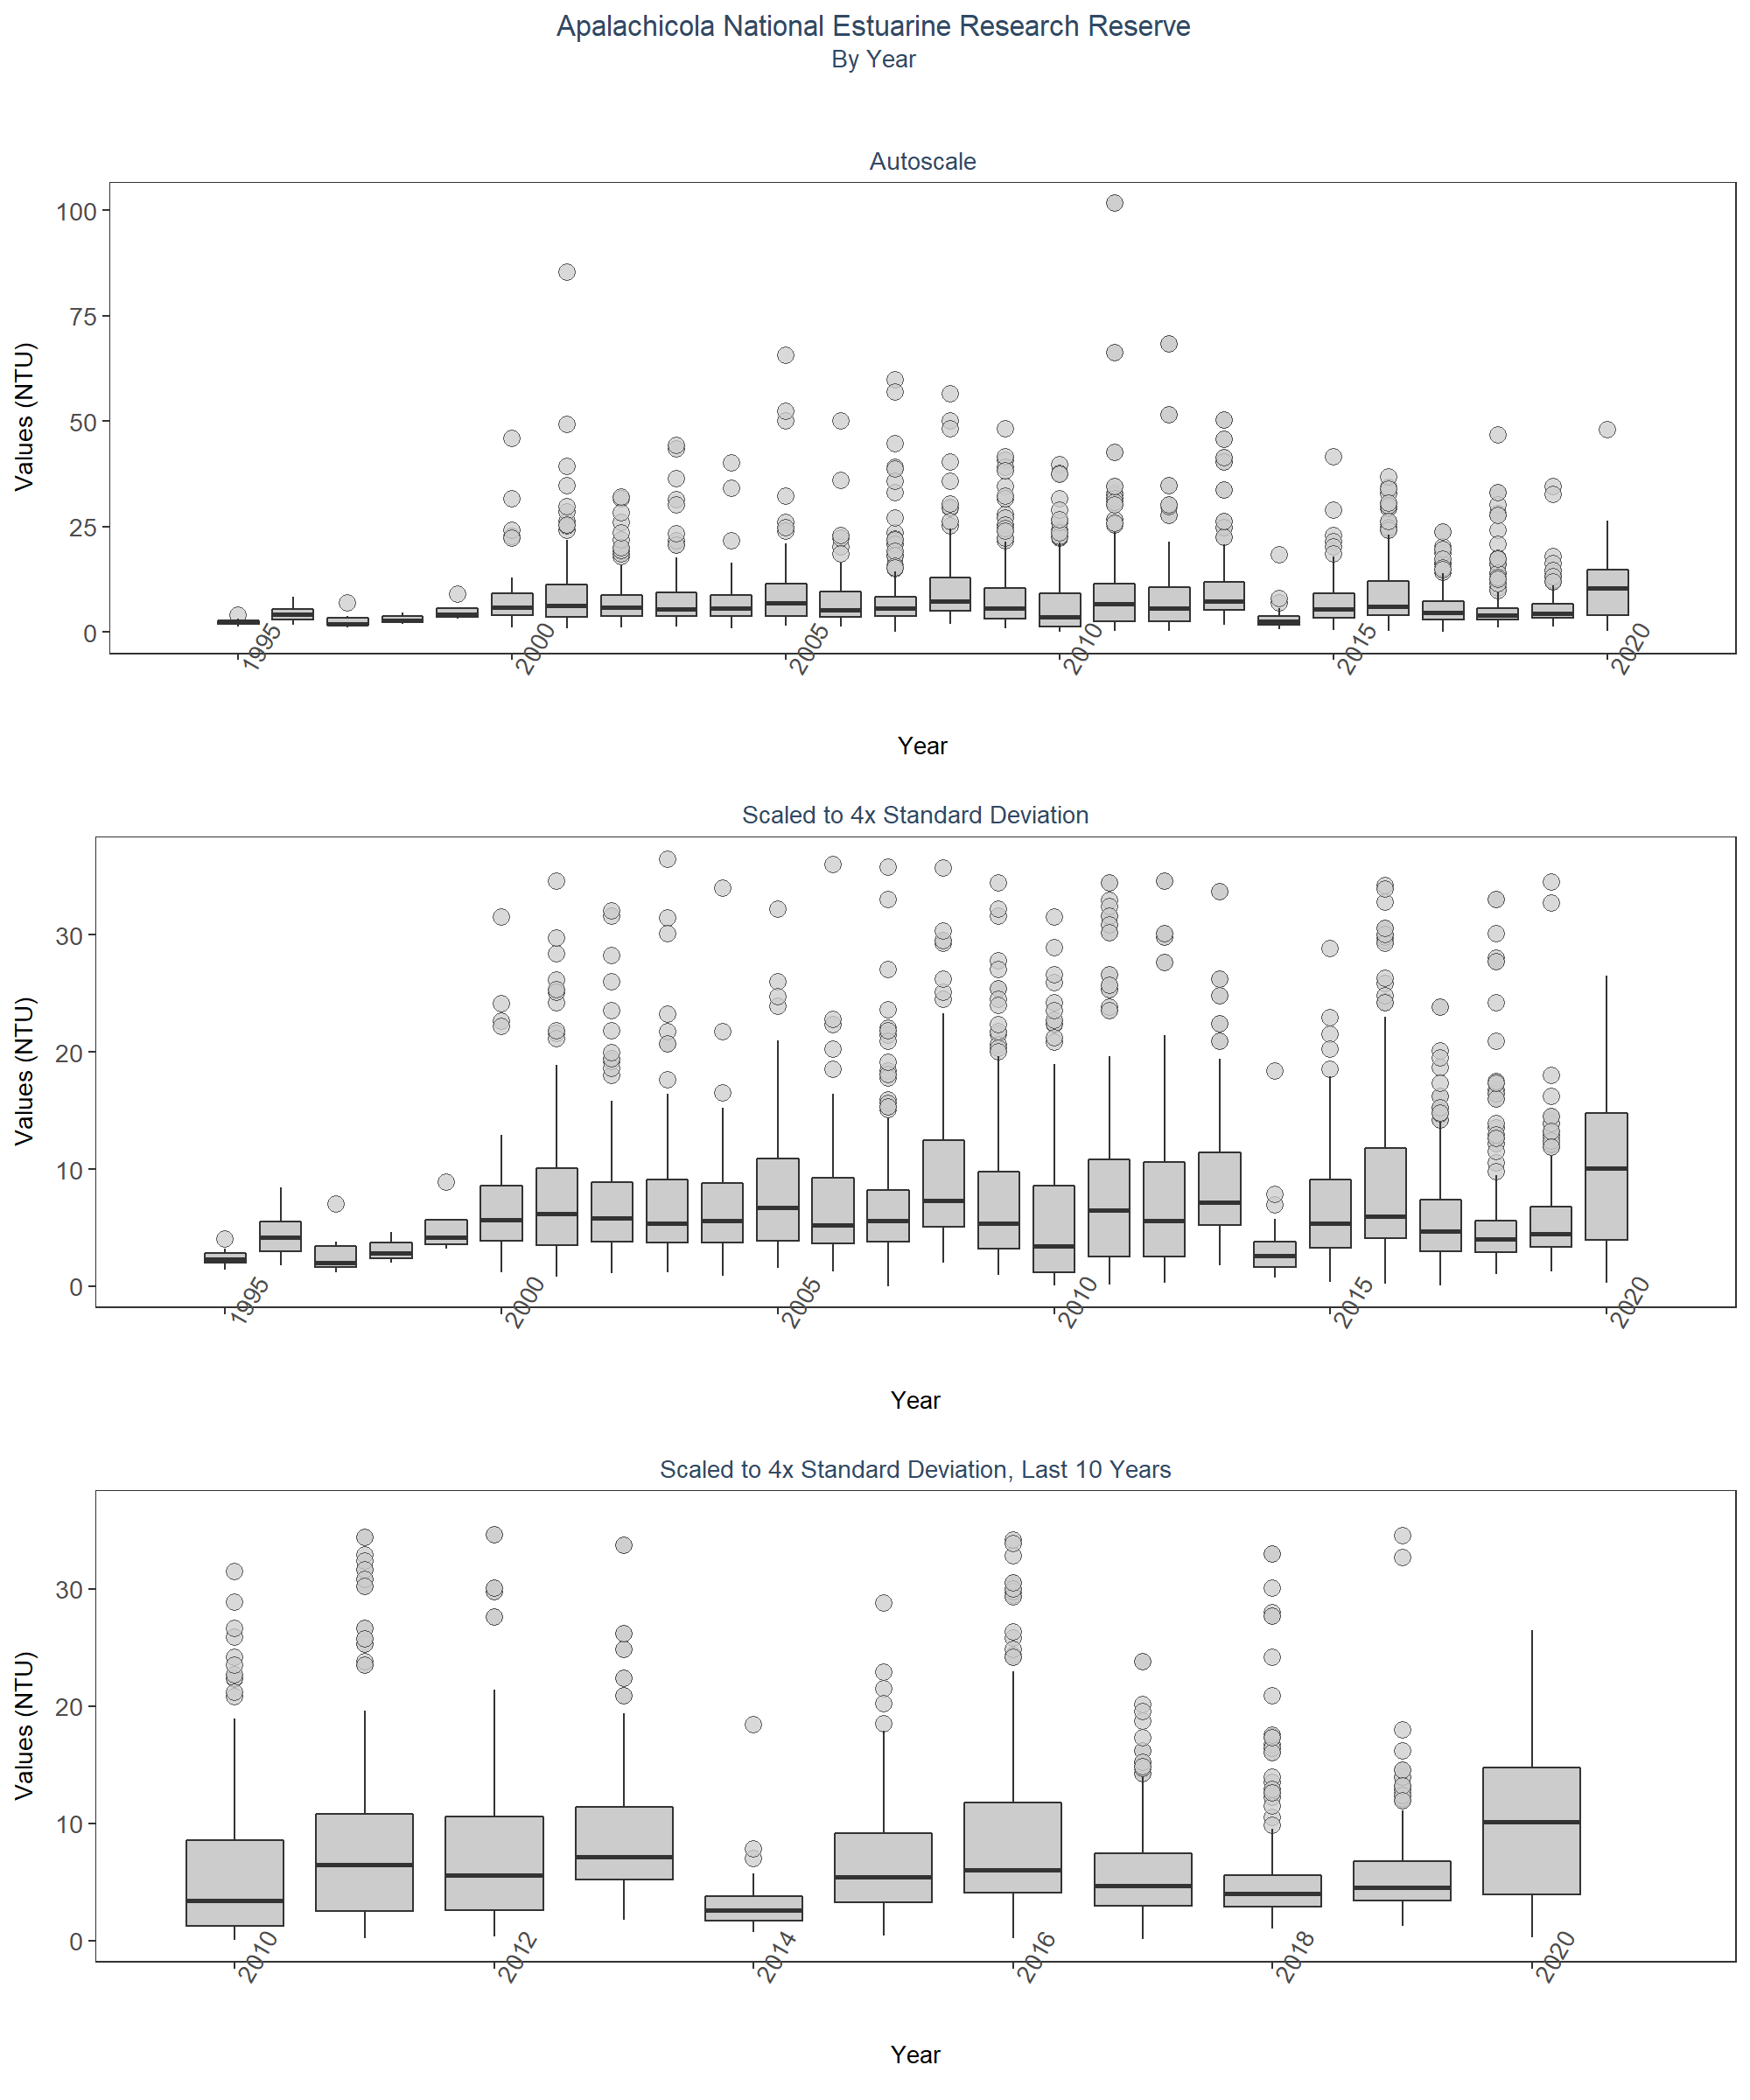 Apalachicola National Estuarine Research Reserve
By Year
Autoscale
Values (NTU)
100
75
50
25
0
1995
2000
2005
2010
2015
2020
Year
Scaled to 4x Standard Deviation
Values (NTU)
30
20
10
0
1995
2000
2005
2010
2015
2020
Year
Scaled to 4x Standard Deviation, Last 10 Years
Values (NTU)
30
20
10
0
2010
2012
2014
2016
2018
2020
Year